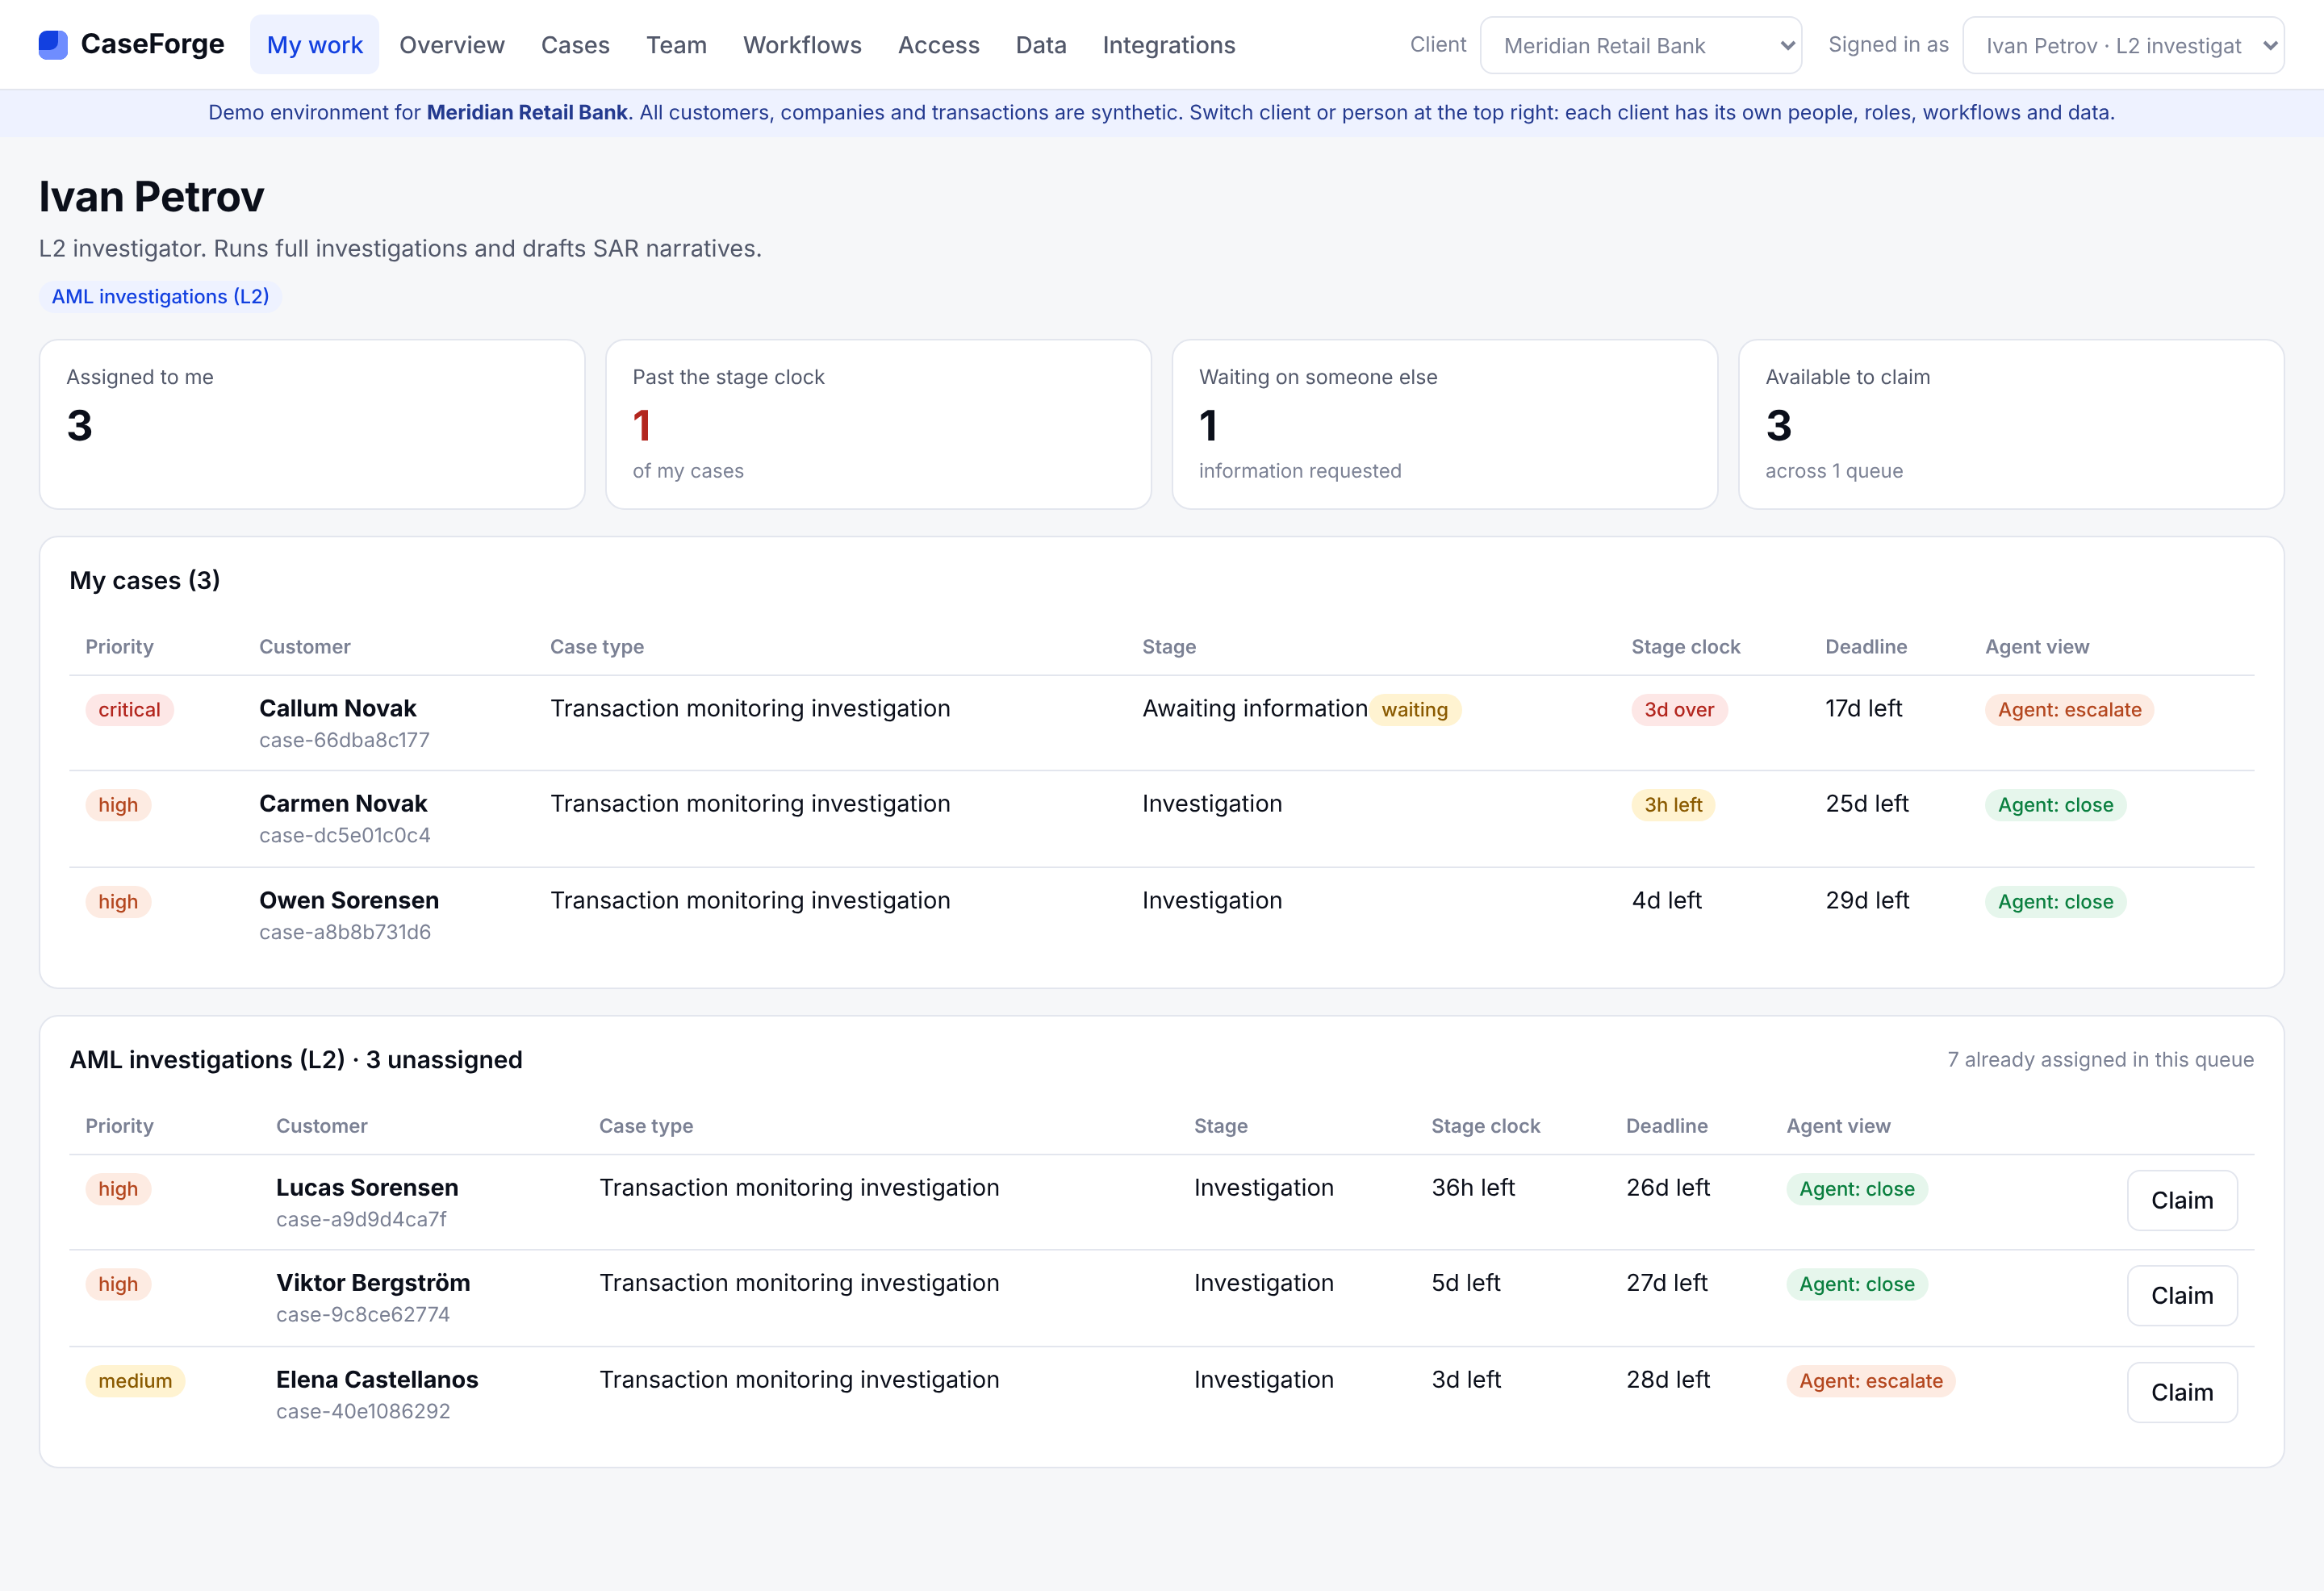 CaseForge My work Overview Cases Team Workflows Access Data Integrations Client Meridian Retail Bank Signed in as Ivan Petrov · L2 investigat
Demo environment for Meridian Retail Bank. All customers, companies and transactions are synthetic. Switch client or person at the top right: each client has its own people, roles, workflows and data.
Ivan Petrov
L2 investigator. Runs full investigations and drafts SAR narratives.
AML investigations (L2)
Assigned to me
3
Past the stage clock
1
of my cases
Waiting on someone else
1
information requested
Available to claim
3
across 1 queue
My cases (3)
Priority Customer Case type Stage Stage clock Deadline Agent view
critical Callum Novak Transaction monitoring investigation Awaiting information waiting 3d over 17d left Agent: escalate
case-66dba8c177
high Carmen Novak Transaction monitoring investigation Investigation 3h left 25d left Agent: close
case-dc5e01c0c4
high Owen Sorensen Transaction monitoring investigation Investigation 4d left 29d left Agent: close
case-a8b8b731d6
AML investigations (L2) · 3 unassigned 7 already assigned in this queue
Priority Customer Case type Stage Stage clock Deadline Agent view
high Lucas Sorensen Transaction monitoring investigation Investigation 36h left 26d left Agent: close Claim
case-a9d9d4ca7f
high Viktor Bergström Transaction monitoring investigation Investigation 5d left 27d left Agent: close Claim
case-9c8ce62774
medium Elena Castellanos Transaction monitoring investigation Investigation 3d left 28d left Agent: escalate Claim
case-40e1086292